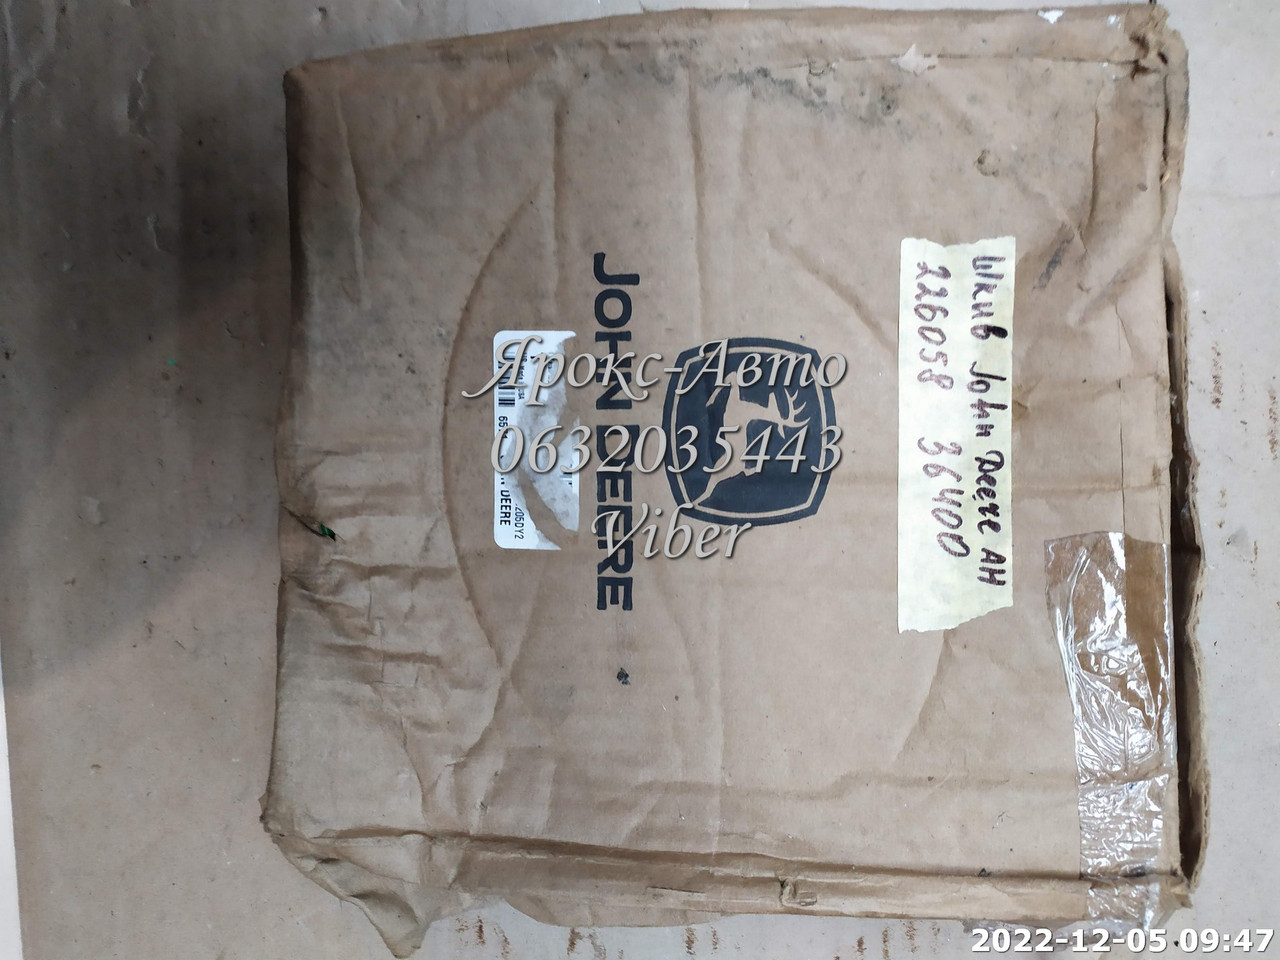 Шкив John Deere AH
226058 36400
JOHN DEERE
Ярокс-Авто
0632035443
Viber
DEERE
2022-12-05 09:47